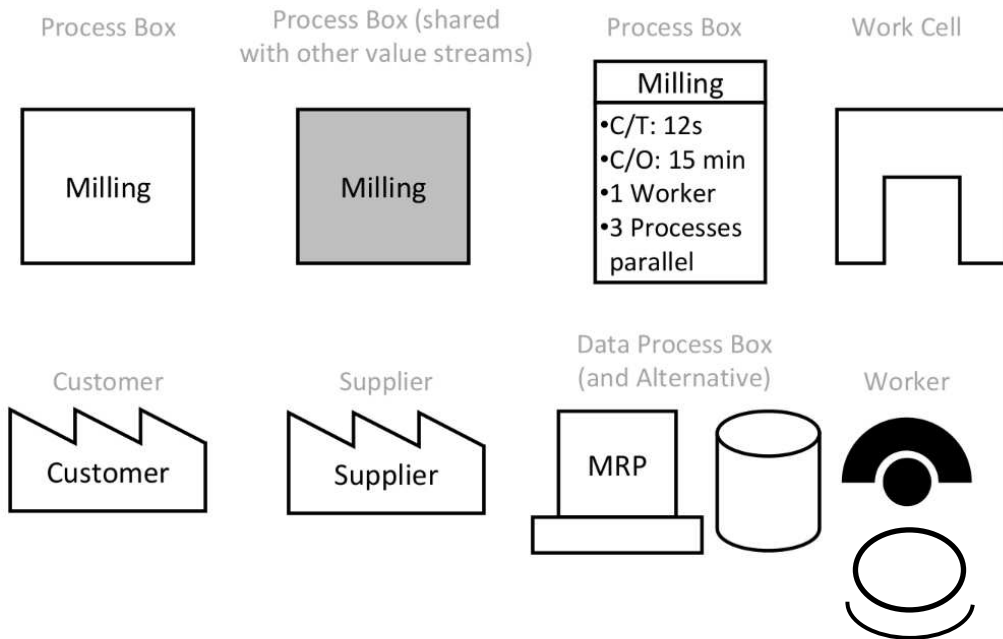 Process Box
Process Box (shared
with other value streams)
Process Box
Work Cell
Milling
Milling
Milling
•C/T: 12s
•C/O: 15 min
•1 Worker
•3 Processes
parallel
Customer
Supplier
Data Process Box
(and Alternative)
Worker
Customer
Supplier
MRP